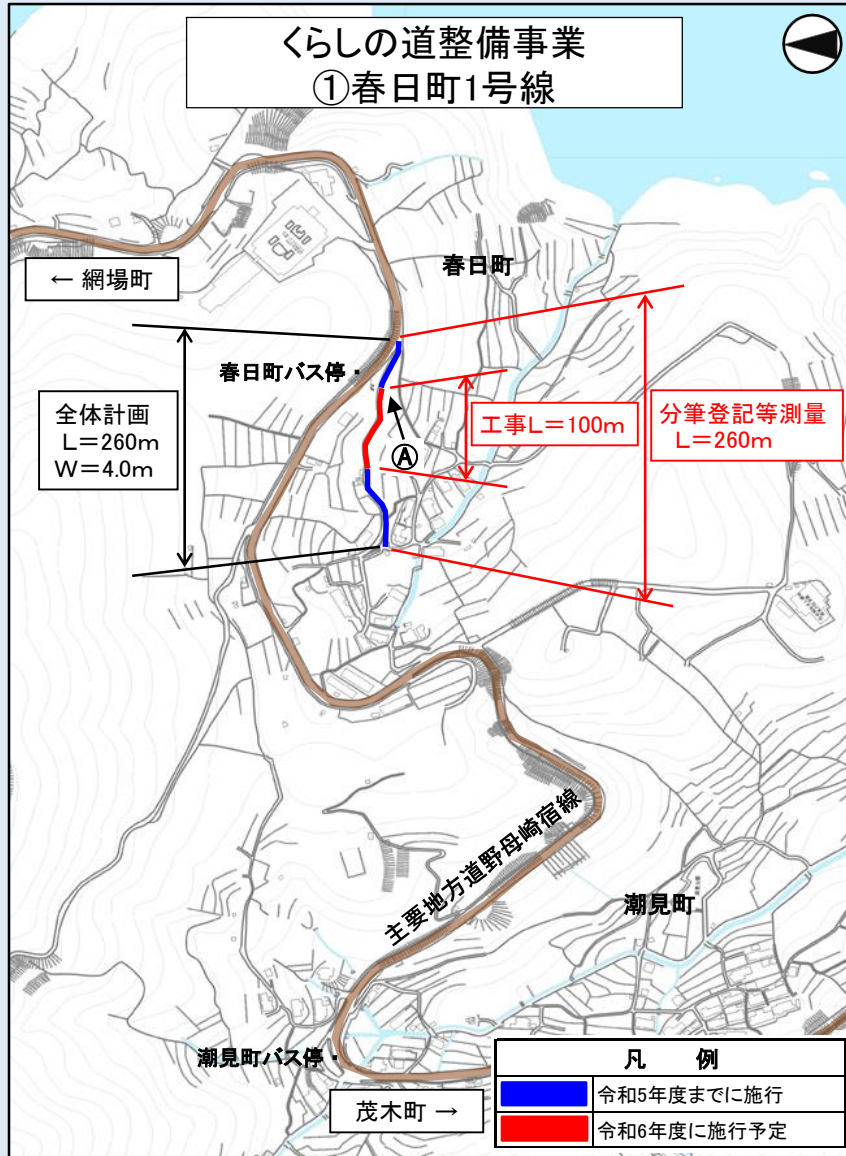 くらしの道整備事業
①春日町1号線
← 網場町
春日町
春日町バス停
全体計画
L=260m
W=4.0m
Ⓐ
工事L=100m
分筆登記等測量
L=260m
主要地方道野母崎宿線
潮見町
潮見町バス停
茂木町 →
凡 例
令和5年度までに施行
令和6年度に施行予定